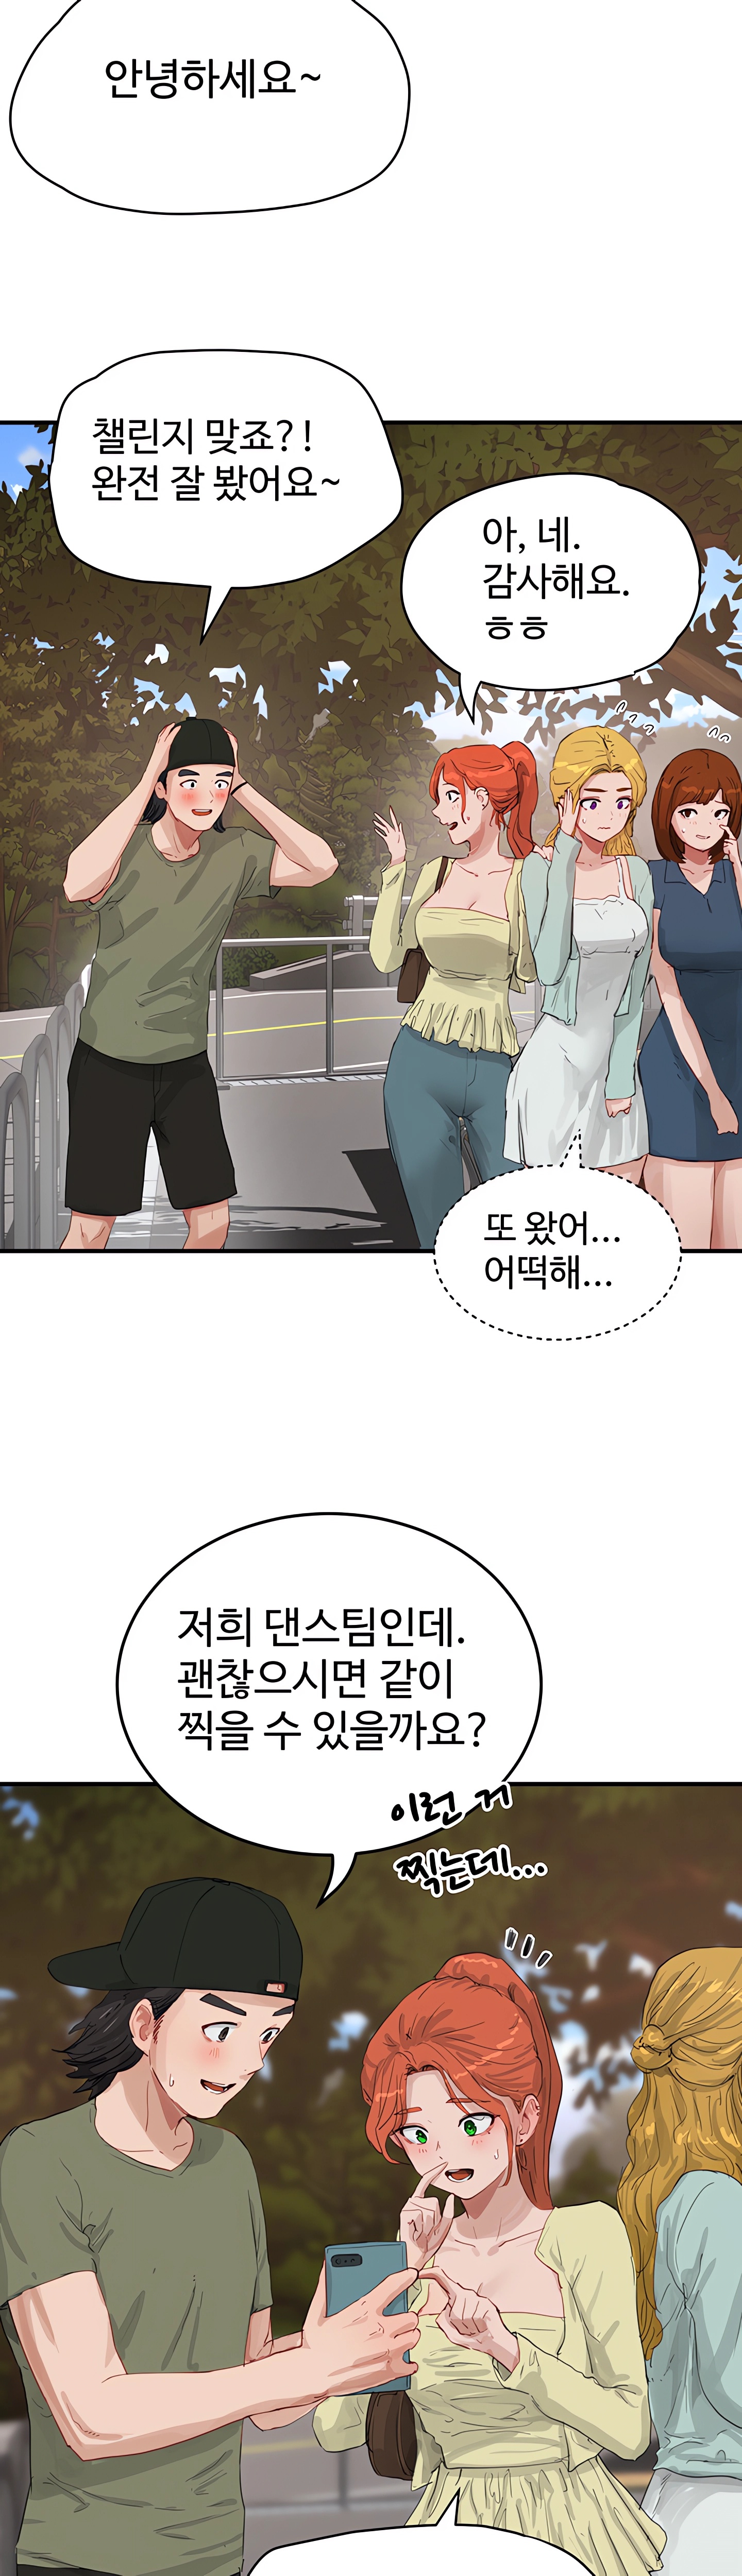 안녕하세요~
챌린지 맞죠?!
완전 잘 봤어요~
아, 네.
감사해요.
ㅎㅎ
또 왔어...
어떡해...
저희 댄스팀인데.
괜찮으시면 같이
찍을 수 있을까요?
이런 거
찍는데...